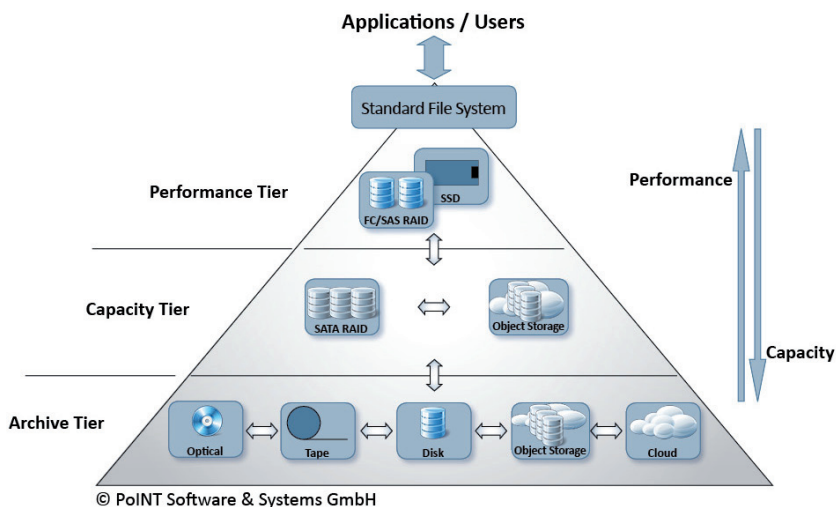 Applications / Users
Standard File System
Performance Tier
SSD
FC/SAS RAID
Performance
Capacity Tier
SATA RAID
Object Storage
Capacity
Archive Tier
Optical
Tape
Disk
Object Storage
Cloud
© PoINT Software & Systems GmbH